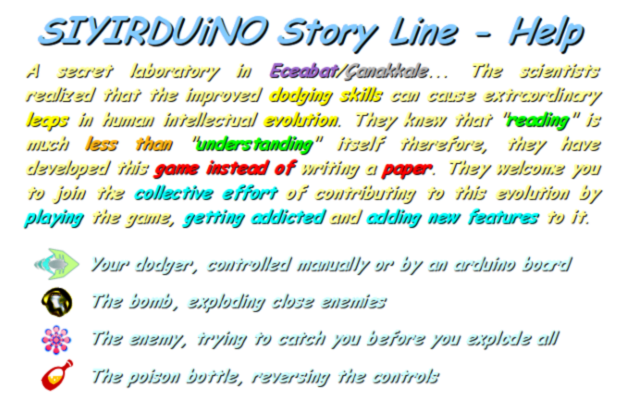 SIYIRDUiNO Story Line - Help
A secret laboratory in Eceabat/Çanakkale... The scientists
realized that the improved dodging skills can cause extraordinary
leaps in human intellectual evolution. They knew that "reading" is
much less than "understanding" itself therefore, they have
developed this game instead of writing a paper. They welcome you
to join the collective effort of contributing to this evolution by
playing the game, getting addicted and adding new features to it.
Your dodger, controlled manually or by an arduino board
The bomb, exploding close enemies
The enemy, trying to catch you before you explode all
The poison bottle, reversing the controls